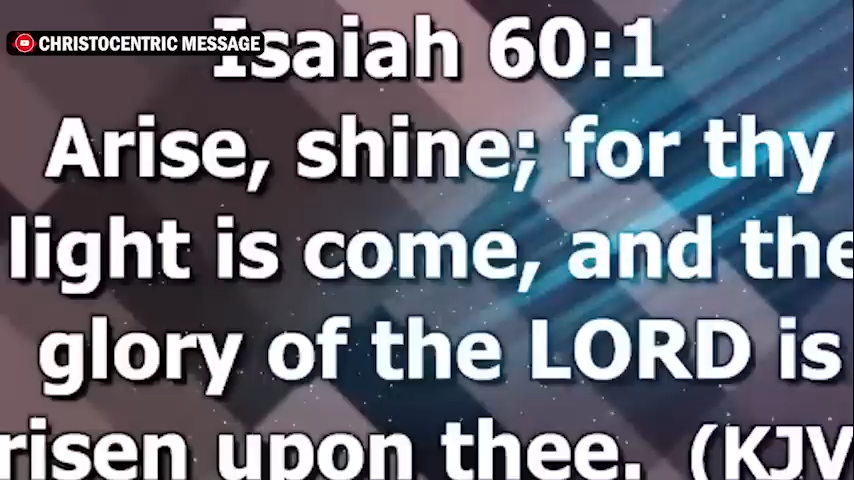 CHRISTOCENTRIC MESSAGE
Isaiah 60:1
Arise, shine; for thy
light is come, and the
glory of the LORD is
risen upon thee. (KJV